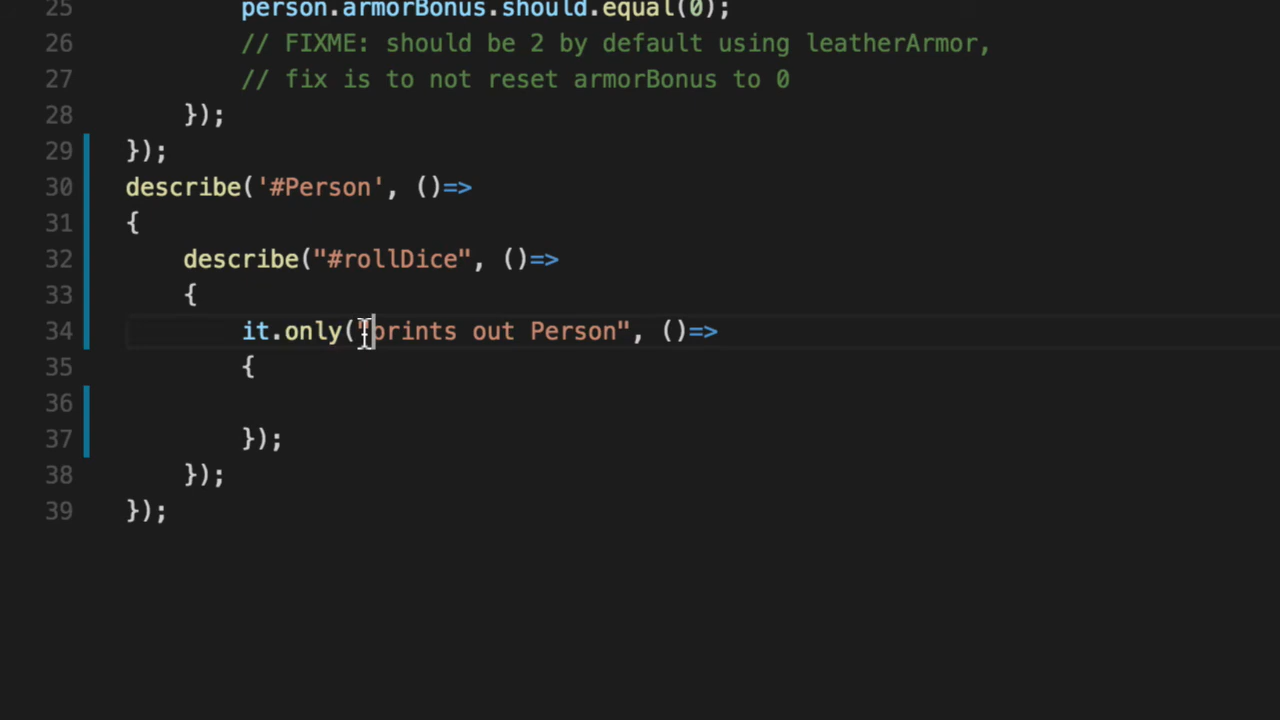 25 person.armorBonus.should.equal(0);
26 // FIXME: should be 2 by default using leatherArmor,
27 // fix is to not reset armorBonus to 0
28 });
29 });
30 describe('#Person', ()=>
31 {
32 describe("#rollDice", ()=>
33 {
34 it.only("prints out Person", ()=>
35 {
36
37 });
38 });
39 });